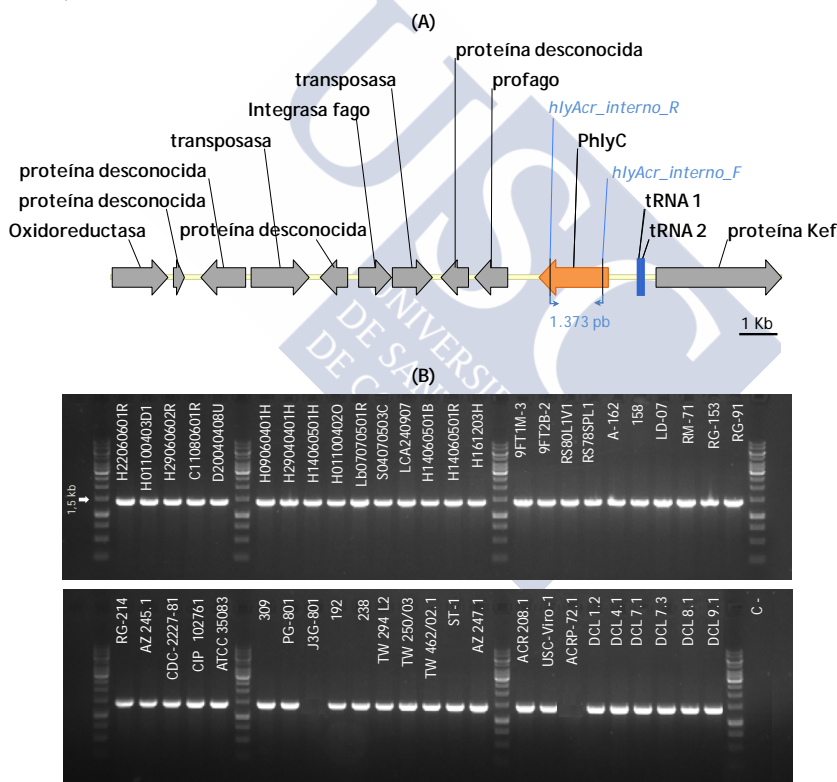 (A)
proteína desconocida
transposasa
profago
Integrasa fago
hlyAcr_interno_R
transposasa
PhlyC
proteína desconocida
hlyAcr_interno_F
proteína desconocida
tRNA 1
Oxidoreductasa
proteína desconocida
tRNA 2
proteína Kef
1.373 pb
1 Kb
USC
UNIVERSI
DE SAN
DE C
(B)
H22060601R
H01100403D1
H29060602R
C11080601R
D20040408U
H09060401H
H29040401H
H14060501H
H01100402O
Lb07070501R
S04070503C
LCA240907
H14060501B
H14060501R
H161203H
9FT1M-3
9FT2B-2
RS80L1V1
RS78SPL1
A-162
158
LD-07
RM-71
RG-153
RG-91
1,5 kb
RG-214
AZ 245.1
CDC-2227-81
CIP 102761
ATCC 35083
309
PG-801
J3G-801
192
238
TW 294 L2
TW 250/03
TW 462/02.1
ST-1
AZ 247.1
ACR 208.1
USC-Viro-1
ACRP-72.1
DCL 1.2
DCL 4.1
DCL 7.1
DCL 7.3
DCL 8.1
DCL 9.1
C -